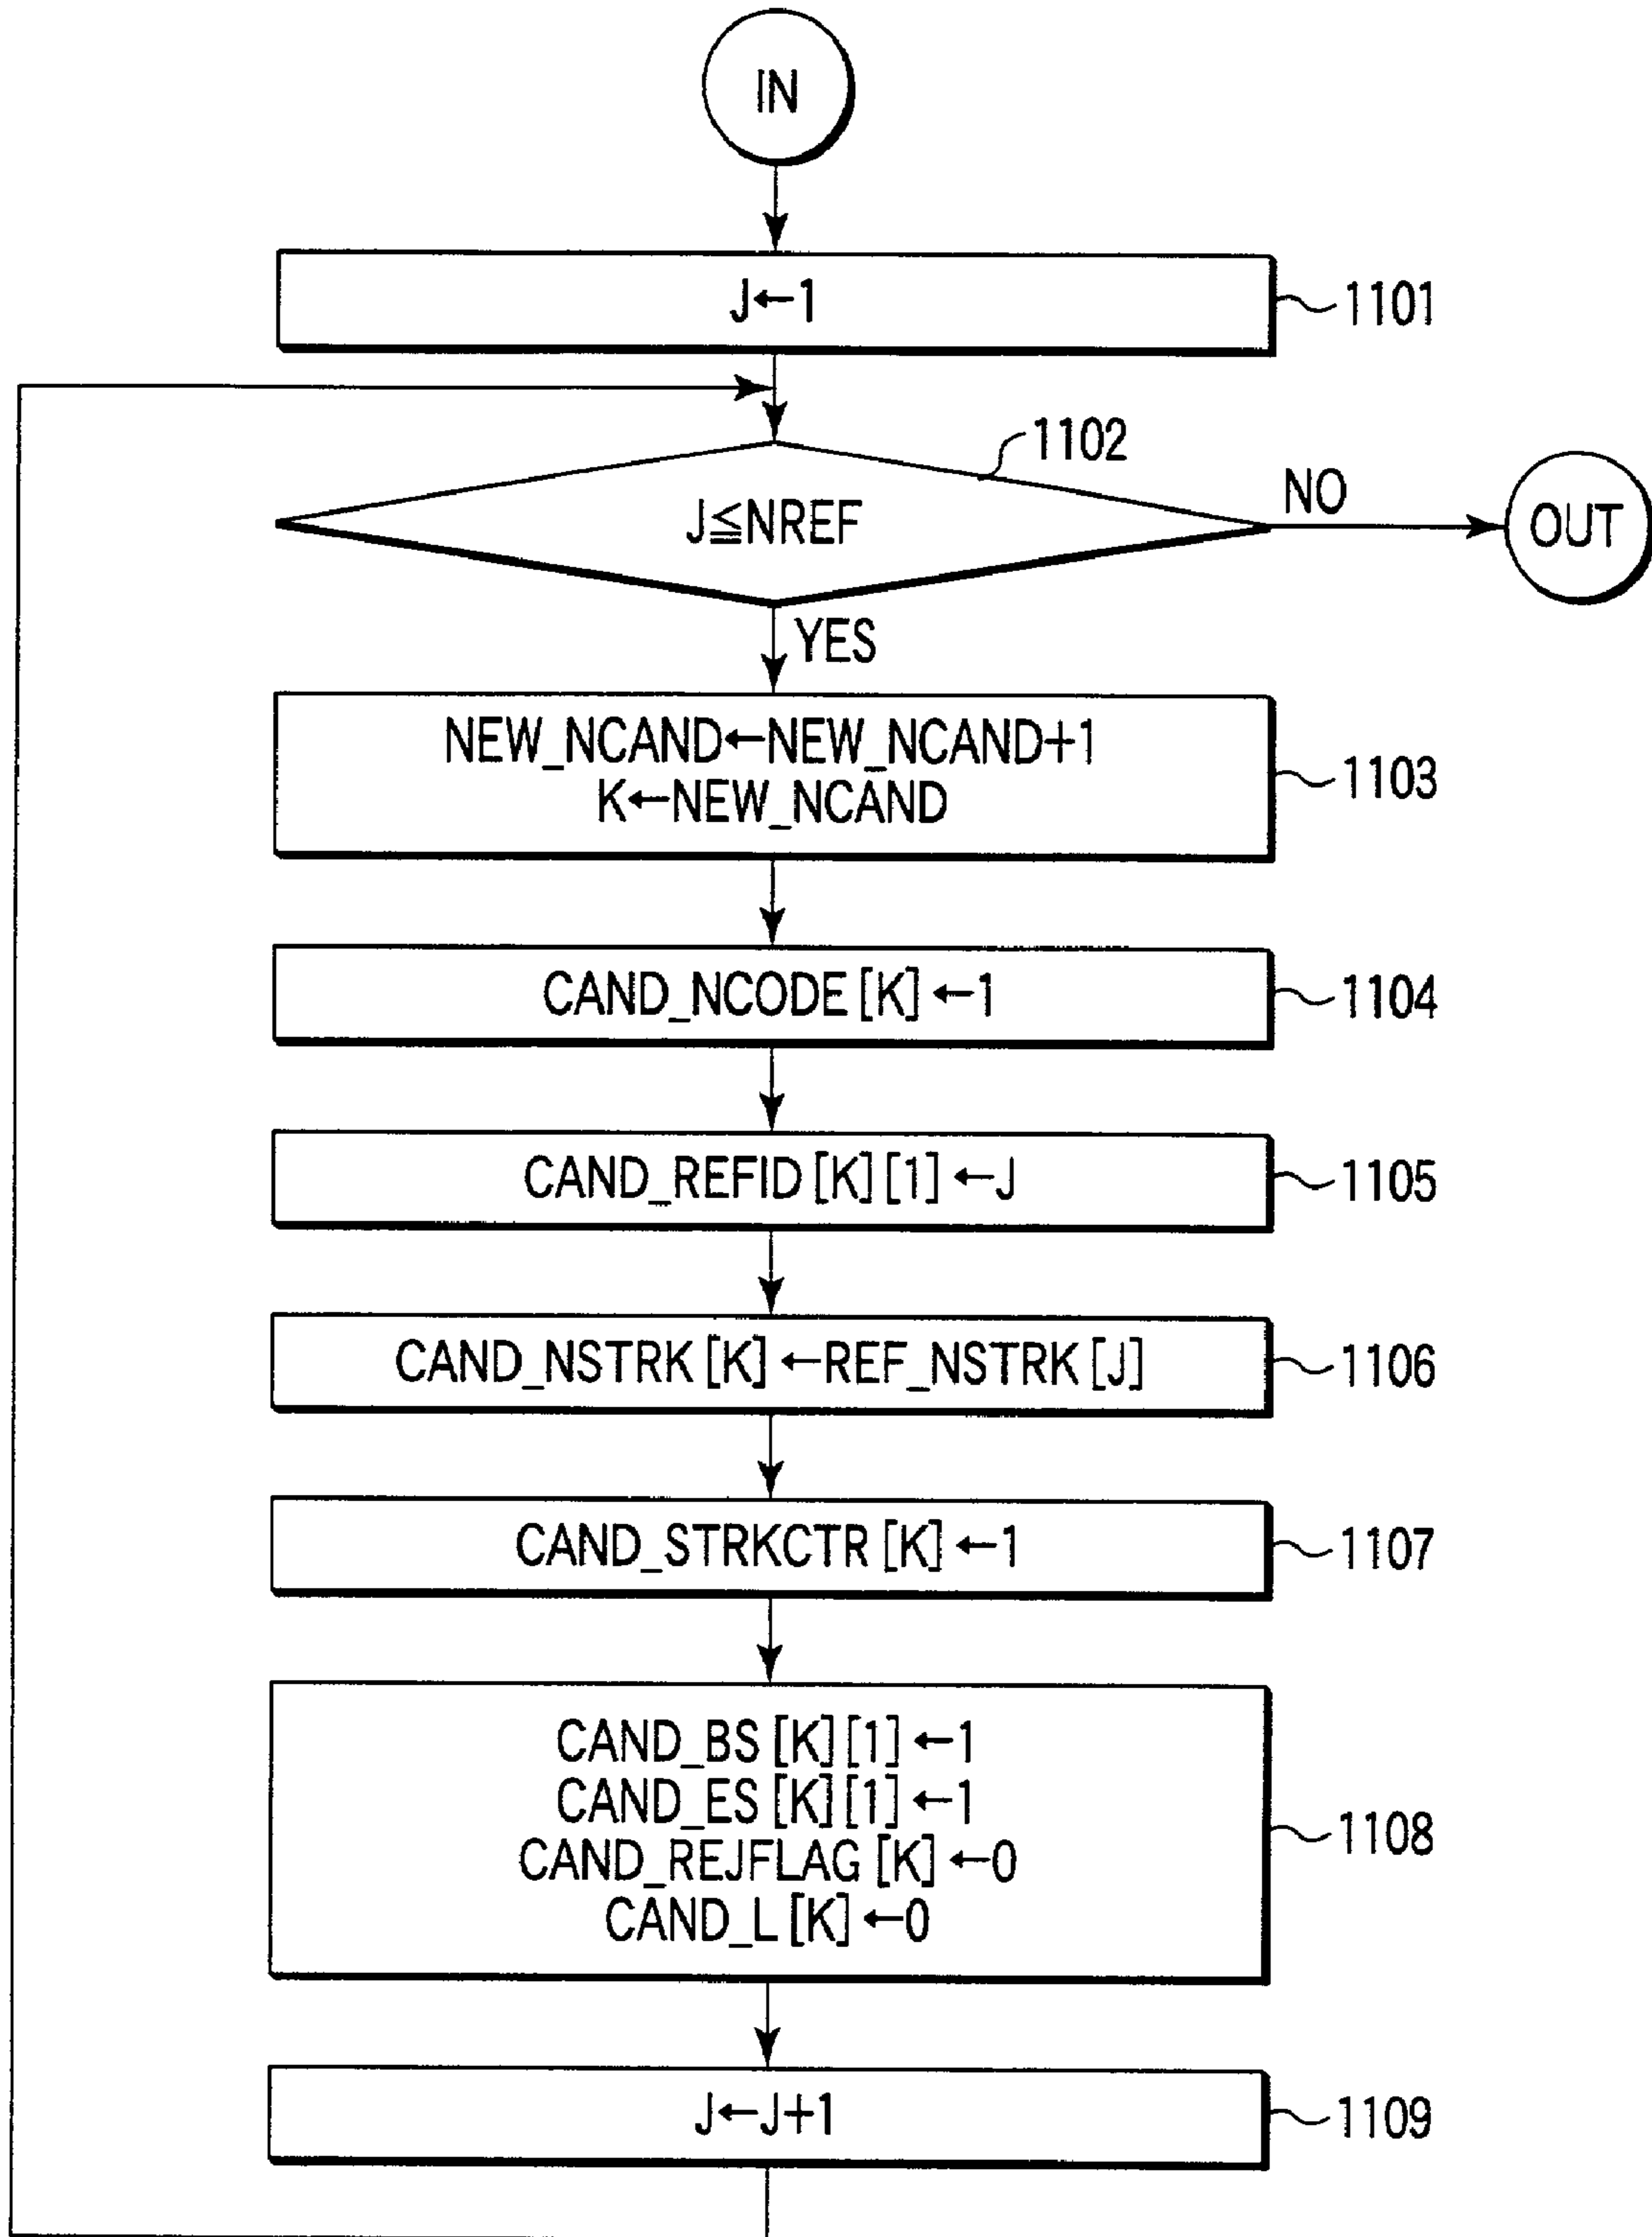 IN
J←1
1101
1102
J≦NREF
NO
OUT
YES
NEW_NCAND←NEW_NCAND+1
K←NEW_NCAND
1103
CAND_NCODE[K]←1
1104
CAND_REFID[K][1]←J
1105
CAND_NSTRK[K]←REF_NSTRK[J]
1106
CAND_STRKCTR[K]←1
1107
CAND_BS[K][1]←1
CAND_ES[K][1]←1
CAND_REJFLAG[K]←0
CAND_L[K]←0
1108
J←J+1
1109